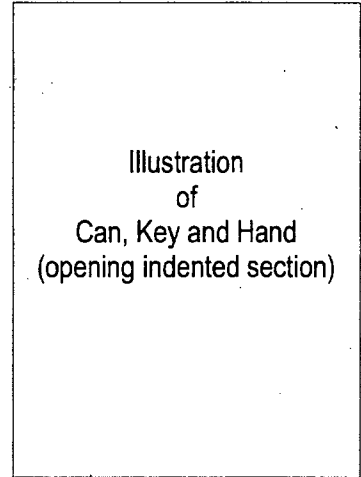 Illustration
of
Can, Key and Hand
(opening indented section)